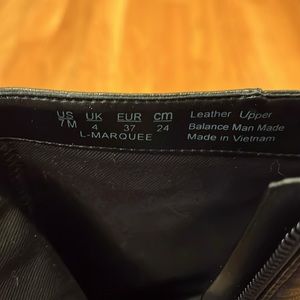 US UK EUR cm Leather Upper
7M 4 37 24 Balance Man Made
L-MARQUEE Made in Vietnam